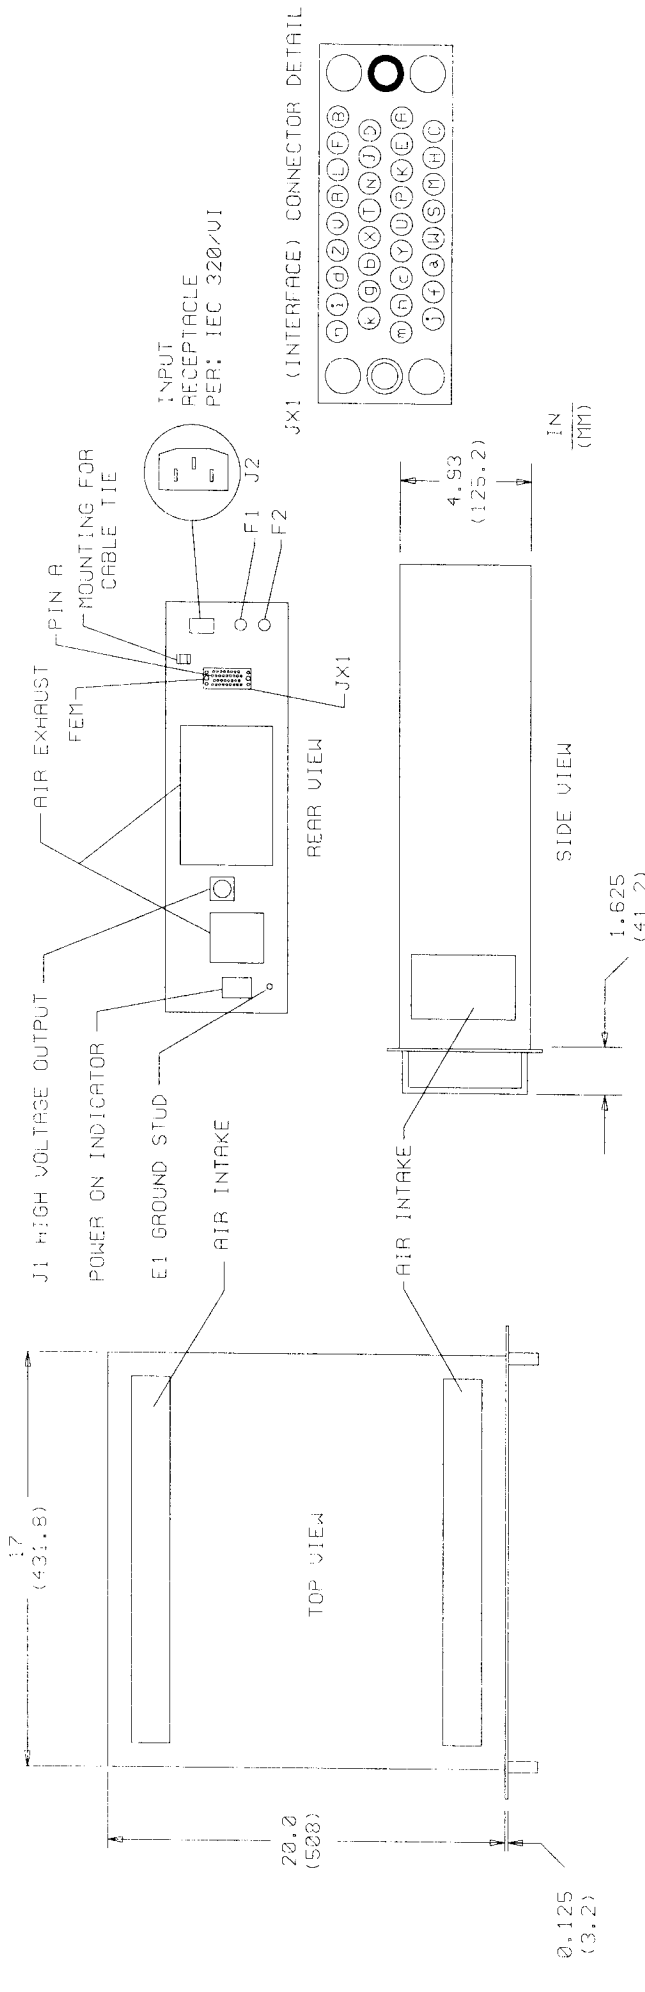 17
(431.8)
20.0
(508)
0.125
(3.2)
TOP VIEW
AIR INTAKE
AIR INTAKE
J1 HIGH VOLTAGE OUTPUT
POWER ON INDICATOR
E1 GROUND STUD
AIR EXHAUST
FEM
PIN A
MOUNTING FOR
CABLE TIE
INPUT
RECEPTACLE
PER: IEC 320/VI
J2
F1
F2
JX1
REAR VIEW
JX1 (INTERFACE) CONNECTOR DETAIL
n i d Z V R L F B
k g b X T N J D
m h c Y U P K E A
j f a W S M H C
SIDE VIEW
4.93
(125.2)
1.625
(41.2)
IN
(MM)